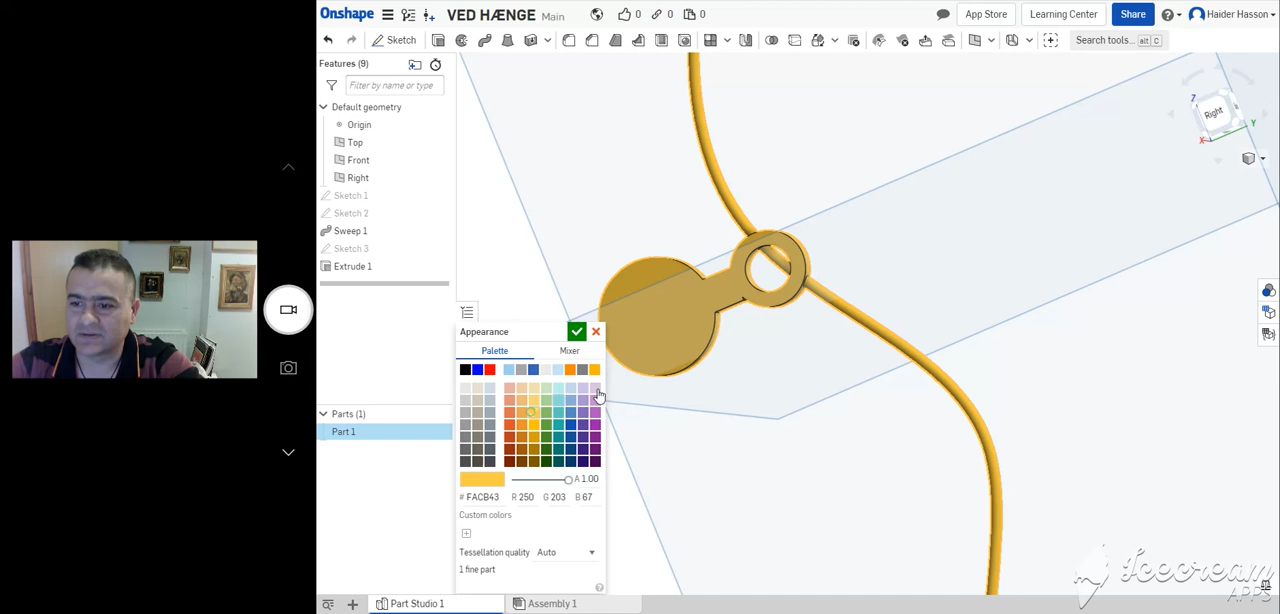 Onshape
VED HÆNGE Main
0 0 0
App Store
Learning Center
Share
Haider Hasson
Sketch
Search tools... alt C
Features (9)
Filter by name or type
Default geometry
Origin
Top
Front
Right
Sketch 1
Sketch 2
Sweep 1
Sketch 3
Extrude 1
Parts (1)
Part 1
Z
Right
Y
X
Appearance
Palette
Mixer
A 1.00
# FACB43 R 250 G 203 B 67
Custom colors
Tessellation quality Auto
1 fine part
Icecream
APPS
Part Studio 1
Assembly 1